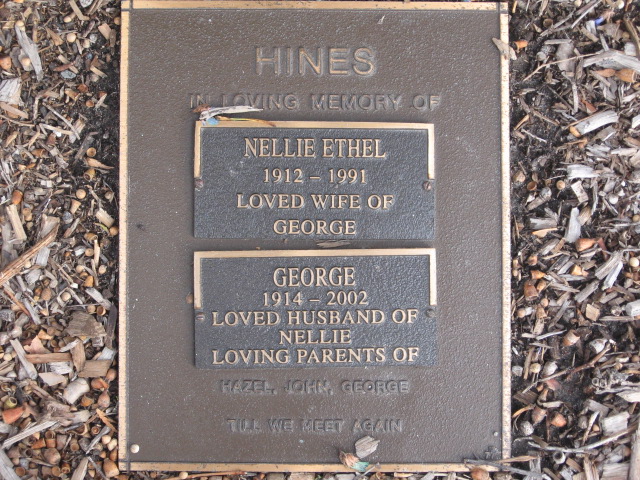 HINES
IN LOVING MEMORY OF
NELLIE ETHEL
1912 – 1991
LOVED WIFE OF
GEORGE
GEORGE
1914 – 2002
LOVED HUSBAND OF
NELLIE
LOVING PARENTS OF
HAZEL, JOHN, GEORGE
TILL WE MEET AGAIN